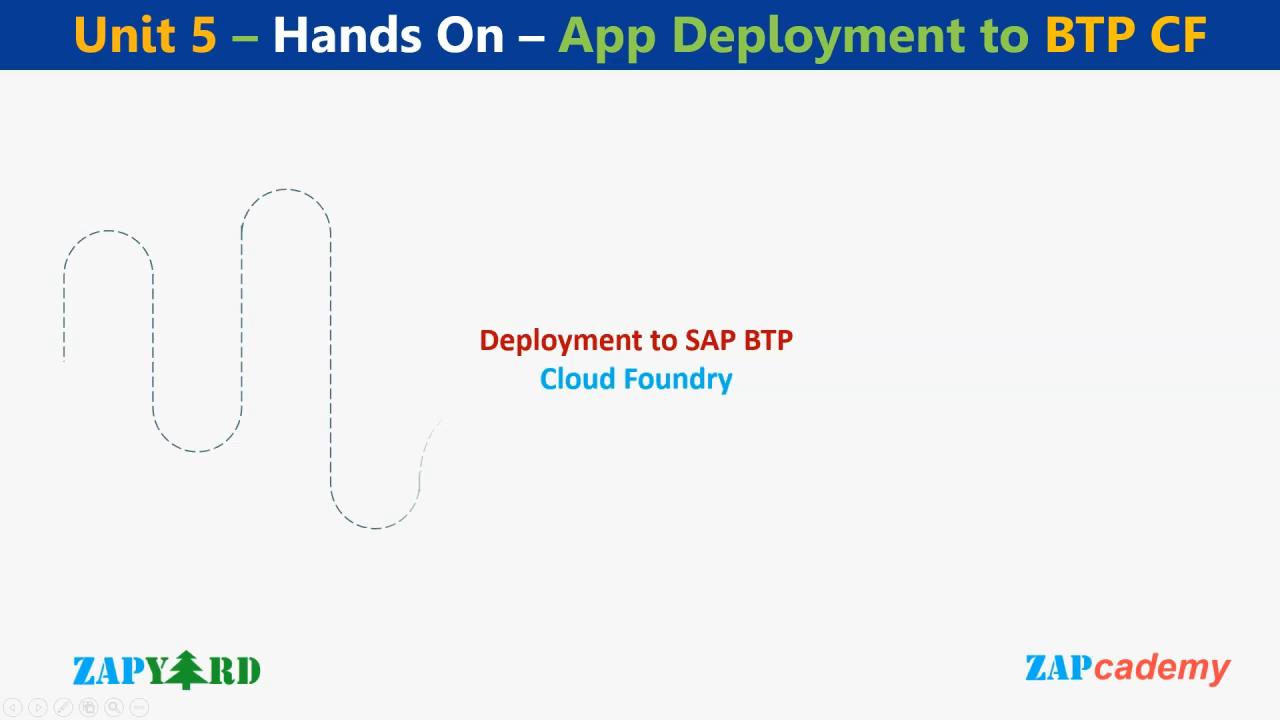 Unit 5 – Hands On – App Deployment to BTP CF
Deployment to SAP BTP
Cloud Foundry
ZAPYARD
ZAPcademy